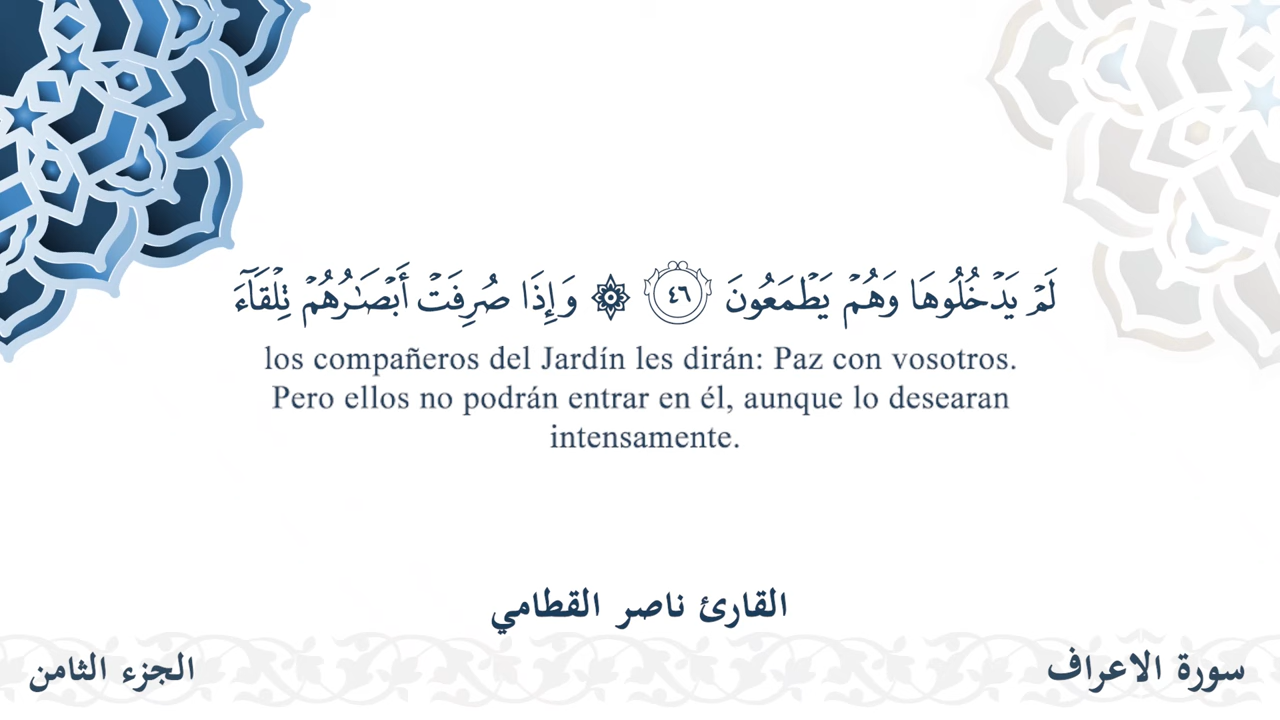 لَمْ يَدْخُلُوهَا وَهُمْ يَطْمَعُونَ ٤٦ ۞ وَإِذَا صُرِفَتْ أَبْصَـٰرُهُمْ تِلْقَآءَ
los compañeros del Jardín les dirán: Paz con vosotros.
Pero ellos no podrán entrar en él, aunque lo desearan
intensamente.
القارئ ناصر القطامي
سورة الاعراف
الجزء الثامن